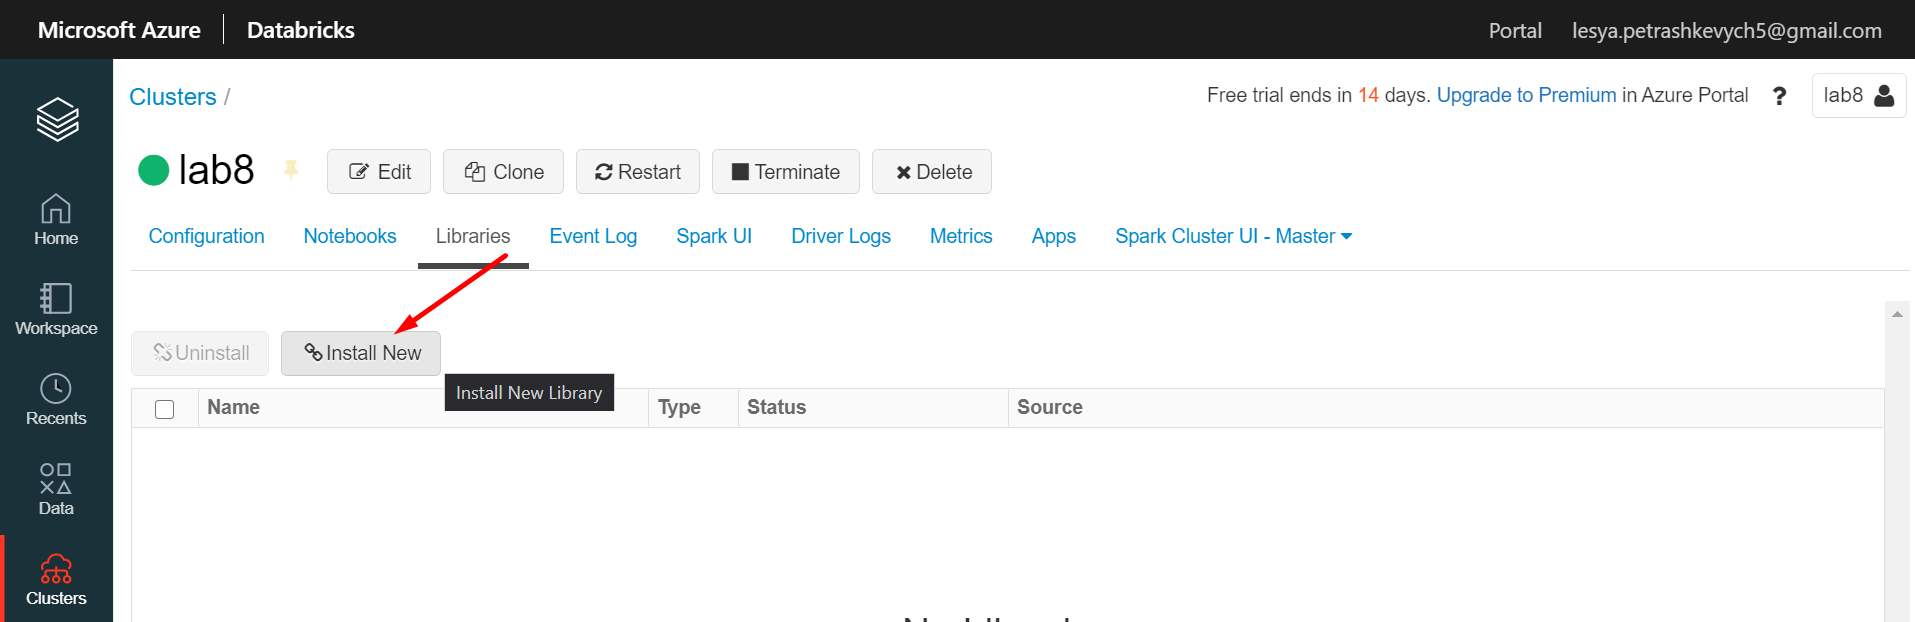 Microsoft Azure Databricks Portal lesya.petrashkevych5@gmail.com
Clusters / Free trial ends in 14 days. Upgrade to Premium in Azure Portal ? lab8
lab8 Edit Clone Restart Terminate Delete
Configuration Notebooks Libraries Event Log Spark UI Driver Logs Metrics Apps Spark Cluster UI - Master
Home
Workspace
Recents
Data
Clusters
Uninstall Install New
Install New Library
Name Type Status Source